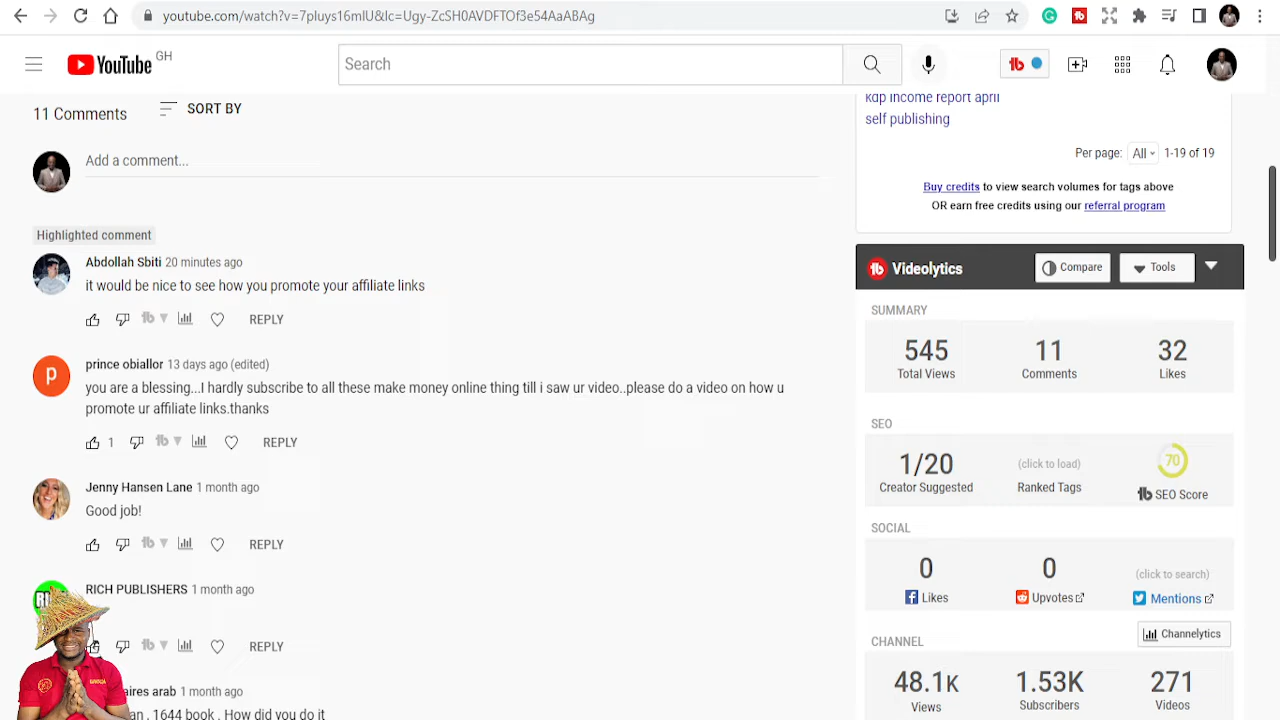 youtube.com/watch?v=7pIuys16mlU&lc=Ugy-ZcSH0AVDFTOf3e54AaABAg
YouTube GH
Search
11 Comments
SORT BY
Add a comment...
Highlighted comment
Abdollah Sbiti 20 minutes ago
it would be nice to see how you promote your affiliate links
REPLY
prince obiallor 13 days ago (edited)
you are a blessing...I hardly subscribe to all these make money online thing till i saw ur video..please do a video on how u
promote ur affiliate links.thanks
1
REPLY
Jenny Hansen Lane 1 month ago
Good job!
REPLY
RICH PUBLISHERS 1 month ago
REPLY
aires arab 1 month ago
an , 1644 book . How did you do it
kdp income report april
self publishing
Per page: All 1-19 of 19
Buy credits to view search volumes for tags above
OR earn free credits using our referral program
Videolytics
Compare
Tools
SUMMARY
545 11 32
Total Views Comments Likes
SEO
1/20 (click to load) 70
Creator Suggested Ranked Tags SEO Score
SOCIAL
0 0 (click to search)
Likes Upvotes Mentions
CHANNEL
Channelytics
48.1K 1.53K 271
Views Subscribers Videos